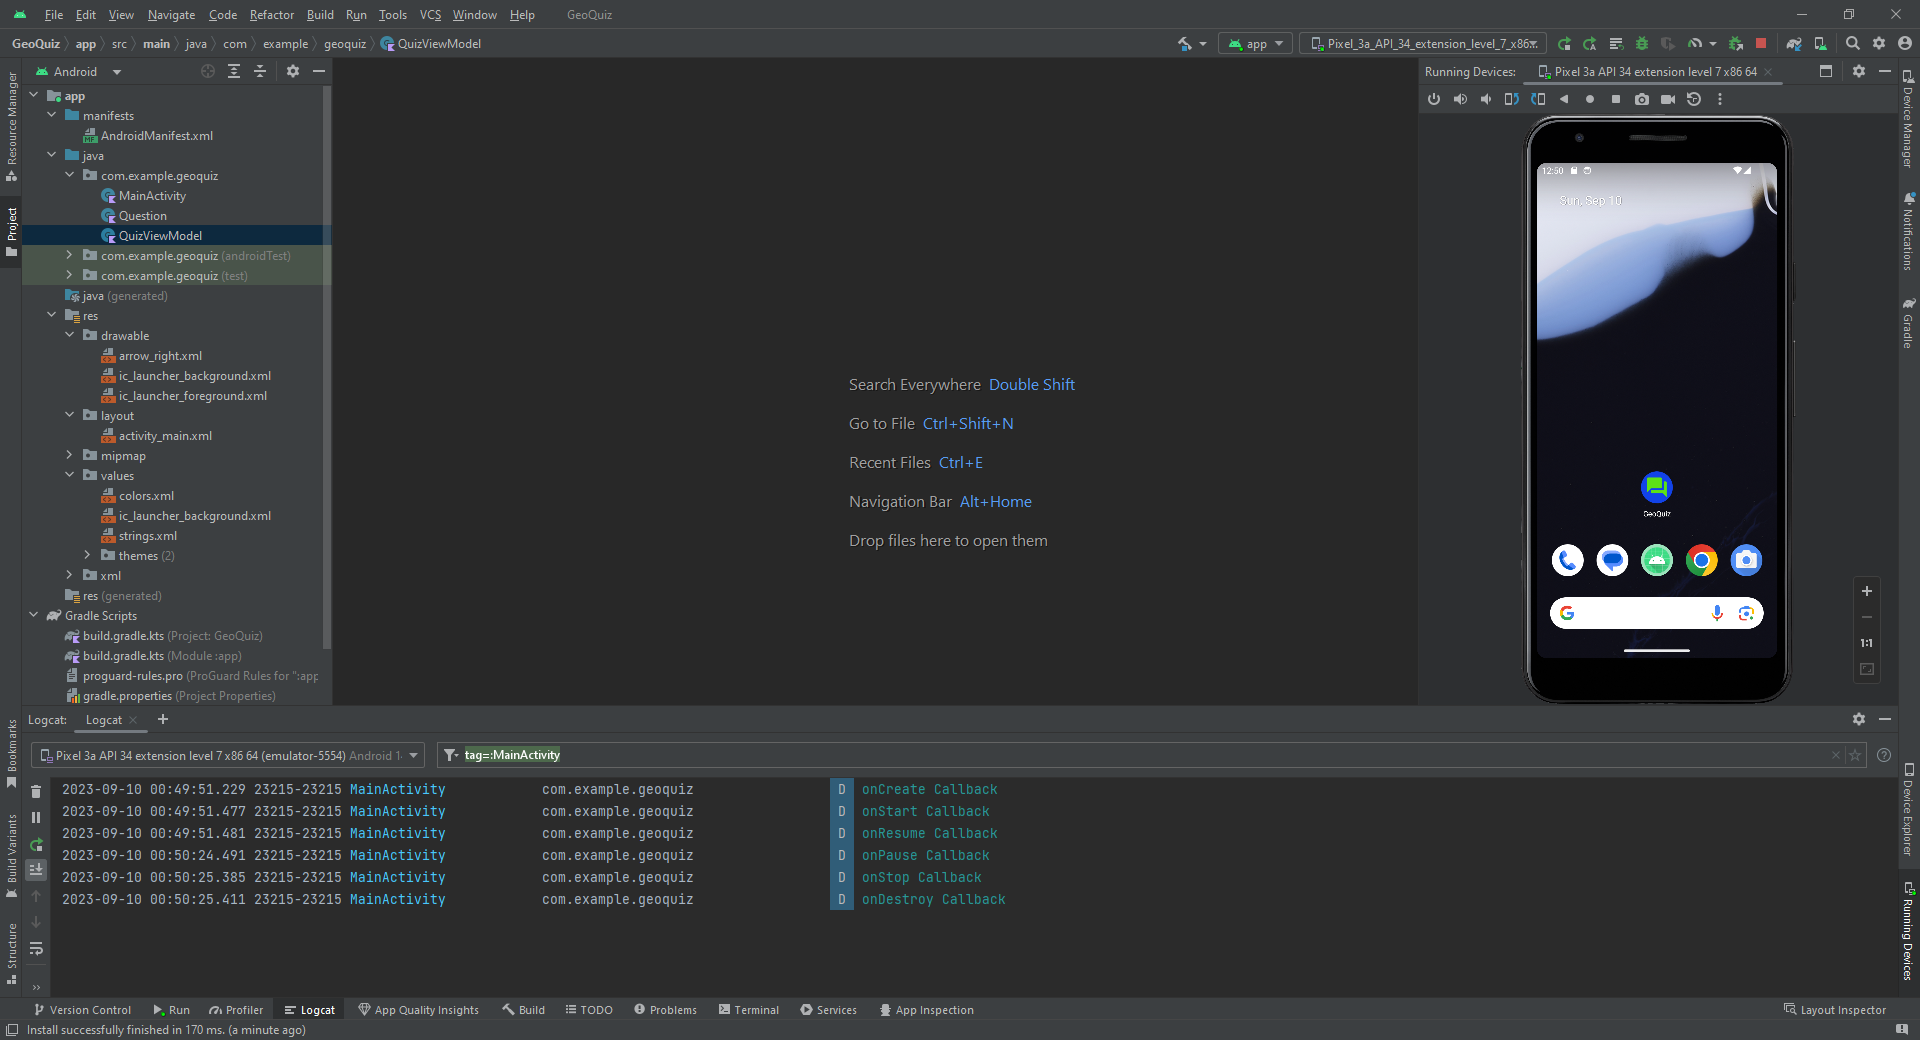 File Edit View Navigate Code Refactor Build Run Tools VCS Window Help GeoQuiz
GeoQuiz app src main java com example geoquiz QuizViewModel app Pixel_3a_API_34_extension_level_7_x86
Android
Running Devices: Pixel 3a API 34 extension level 7 x86 64
Resource Manager
Project
Bookmarks
Build Variants
Structure
app
manifests
AndroidManifest.xml
java
com.example.geoquiz
MainActivity
Question
QuizViewModel
com.example.geoquiz (androidTest)
com.example.geoquiz (test)
java (generated)
res
drawable
arrow_right.xml
ic_launcher_background.xml
ic_launcher_foreground.xml
layout
activity_main.xml
mipmap
values
colors.xml
ic_launcher_background.xml
strings.xml
themes (2)
xml
res (generated)
Gradle Scripts
build.gradle.kts (Project: GeoQuiz)
build.gradle.kts (Module :app)
proguard-rules.pro (ProGuard Rules for ":app
gradle.properties (Project Properties)
Search Everywhere Double Shift
Go to File Ctrl+Shift+N
Recent Files Ctrl+E
Navigation Bar Alt+Home
Drop files here to open them
12:50
Sun, Sep 10
GeoQuiz
1:1
Device Manager
Notifications
Gradle
Device Explorer
Running Devices
Logcat: Logcat
Pixel 3a API 34 extension level 7 x86 64 (emulator-5554) Android 1 tag=:MainActivity
2023-09-10 00:49:51.229 23215-23215 MainActivity com.example.geoquiz D onCreate Callback
2023-09-10 00:49:51.477 23215-23215 MainActivity com.example.geoquiz D onStart Callback
2023-09-10 00:49:51.481 23215-23215 MainActivity com.example.geoquiz D onResume Callback
2023-09-10 00:50:24.491 23215-23215 MainActivity com.example.geoquiz D onPause Callback
2023-09-10 00:50:25.385 23215-23215 MainActivity com.example.geoquiz D onStop Callback
2023-09-10 00:50:25.411 23215-23215 MainActivity com.example.geoquiz D onDestroy Callback
Version Control Run Profiler Logcat App Quality Insights Build TODO Problems Terminal Services App Inspection Layout Inspector
Install successfully finished in 170 ms. (a minute ago)